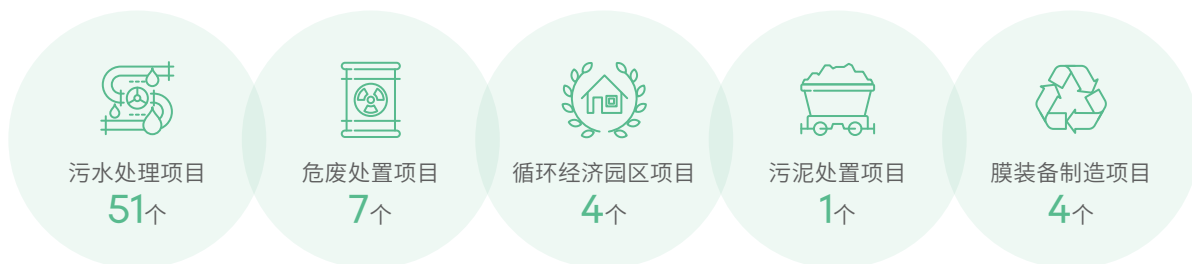 污水处理项目
51个
危废处置项目
7个
循环经济园区项目
4个
污泥处置项目
1个
膜装备制造项目
4个